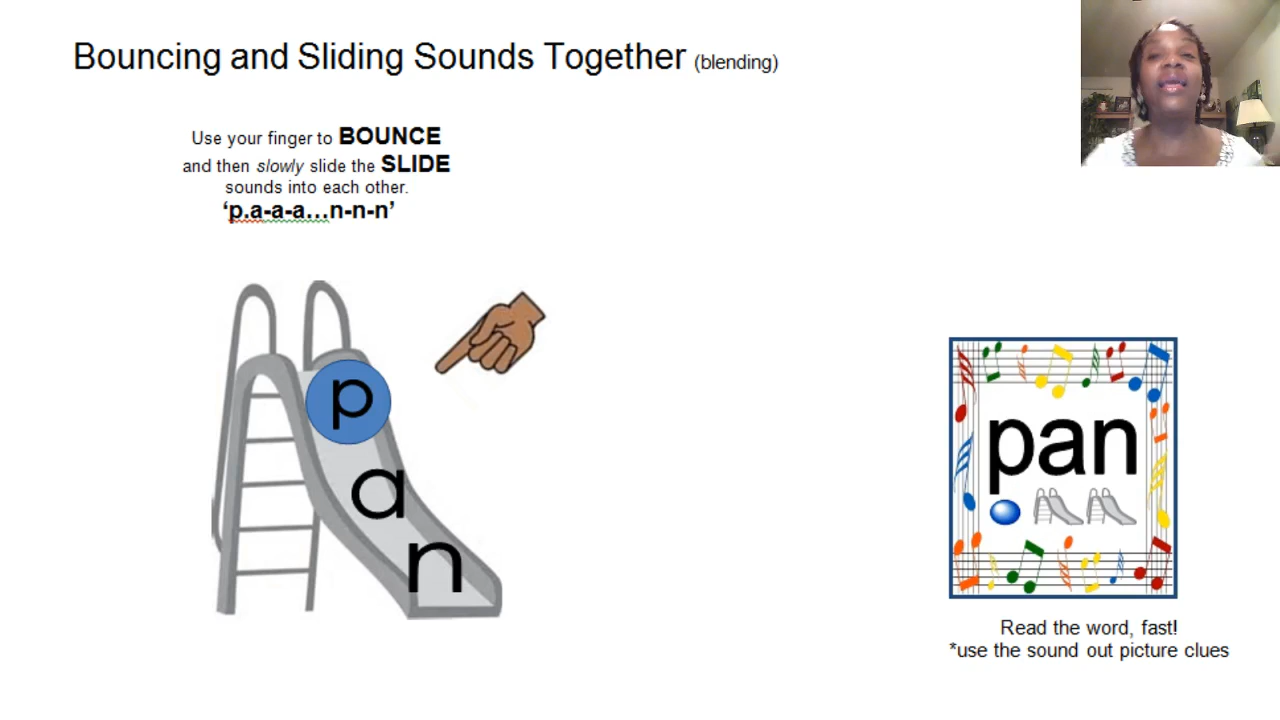 Bouncing and Sliding Sounds Together (blending)
Use your finger to BOUNCE
and then slowly slide the SLIDE
sounds into each other.
‘p.a-a-a…n-n-n’
p
a
n
pan
Read the word, fast!
*use the sound out picture clues